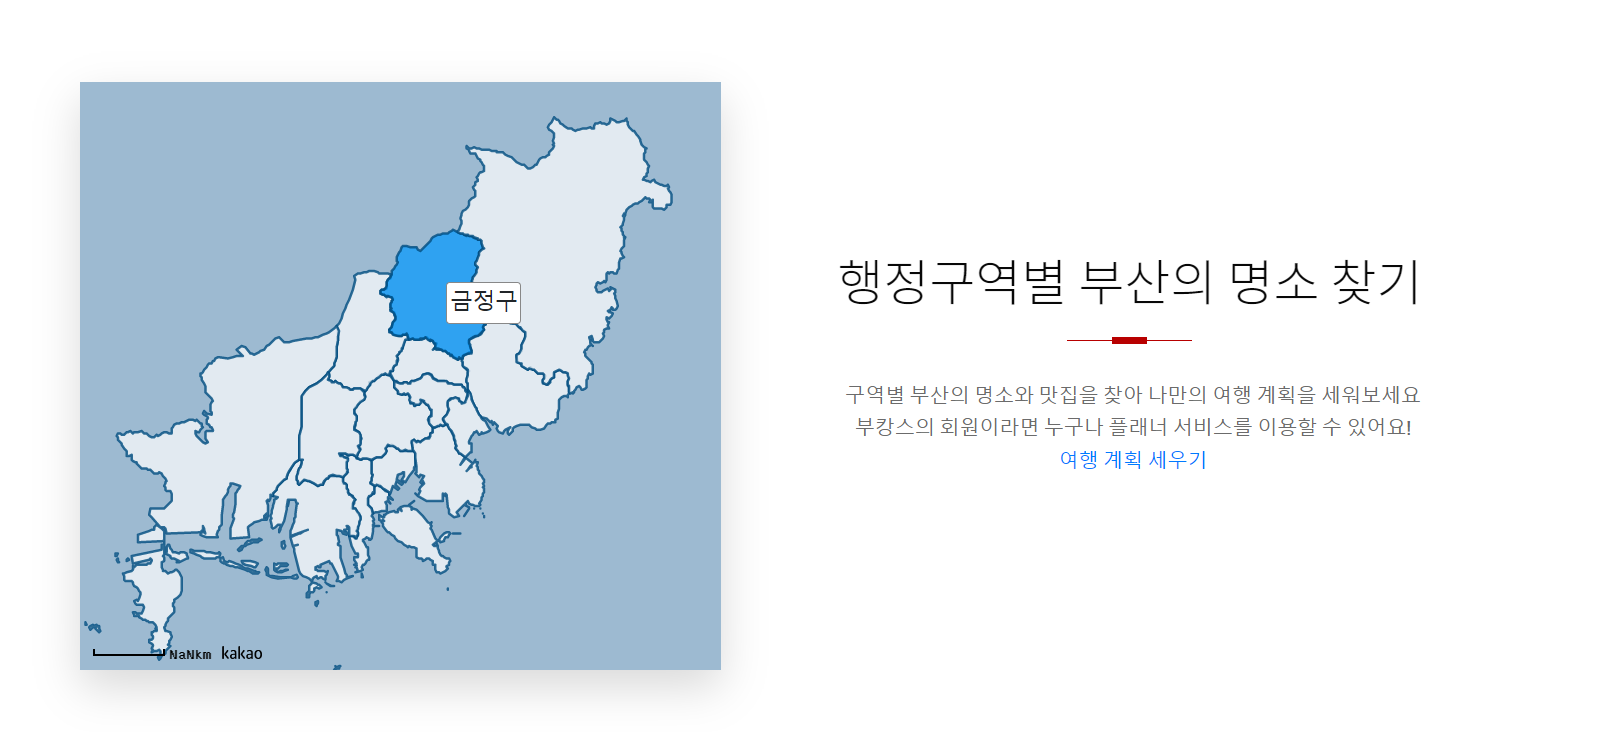 금정구
NaNkm kakao
행정구역별 부산의 명소 찾기
구역별 부산의 명소와 맛집을 찾아 나만의 여행 계획을 세워보세요
부캉스의 회원이라면 누구나 플래너 서비스를 이용할 수 있어요!
여행 계획 세우기